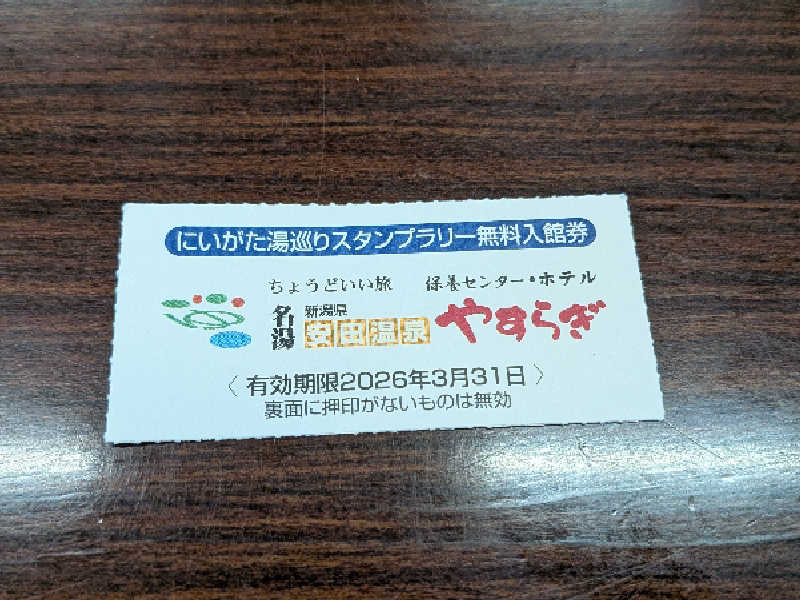 にいがた湯巡りスタンプラリー無料入館券
ちょうどいい旅 保養センター・ホテル
名湯 新潟県 安田温泉 やすらぎ
〈 有効期限2026年3月31日 〉
裏面に押印がないものは無効